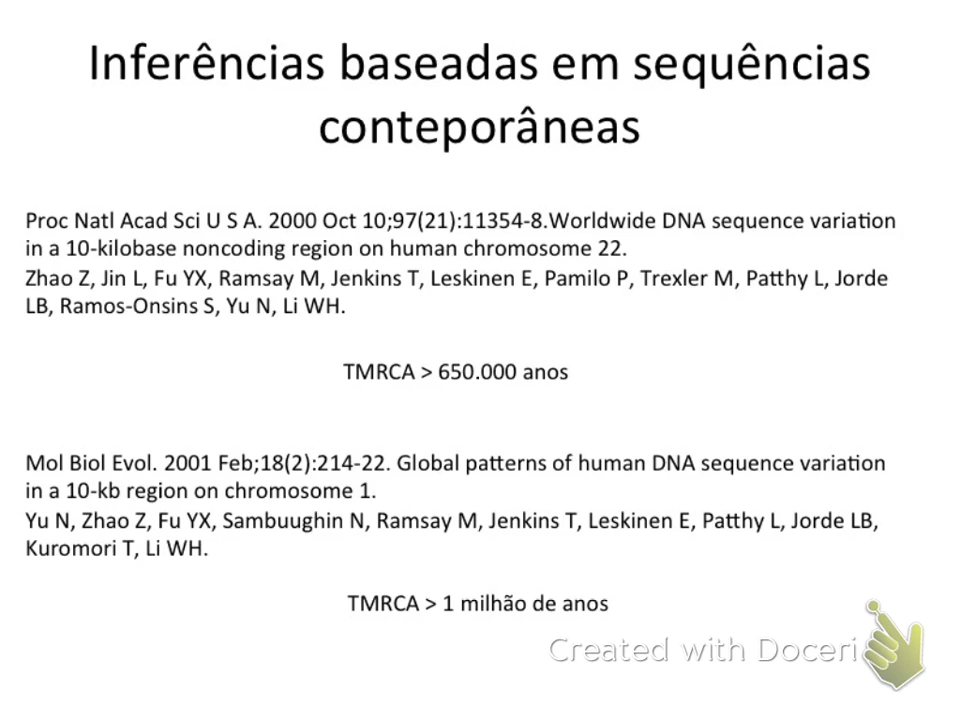 Inferências baseadas em sequências
conteporâneas
Proc Natl Acad Sci U S A. 2000 Oct 10;97(21):11354-8.Worldwide DNA sequence variation
in a 10-kilobase noncoding region on human chromosome 22.
Zhao Z, Jin L, Fu YX, Ramsay M, Jenkins T, Leskinen E, Pamilo P, Trexler M, Patthy L, Jorde
LB, Ramos-Onsins S, Yu N, Li WH.
TMRCA > 650.000 anos
Mol Biol Evol. 2001 Feb;18(2):214-22. Global patterns of human DNA sequence variation
in a 10-kb region on chromosome 1.
Yu N, Zhao Z, Fu YX, Sambuughin N, Ramsay M, Jenkins T, Leskinen E, Patthy L, Jorde LB,
Kuromori T, Li WH.
TMRCA > 1 milhão de anos
Created with Doceri